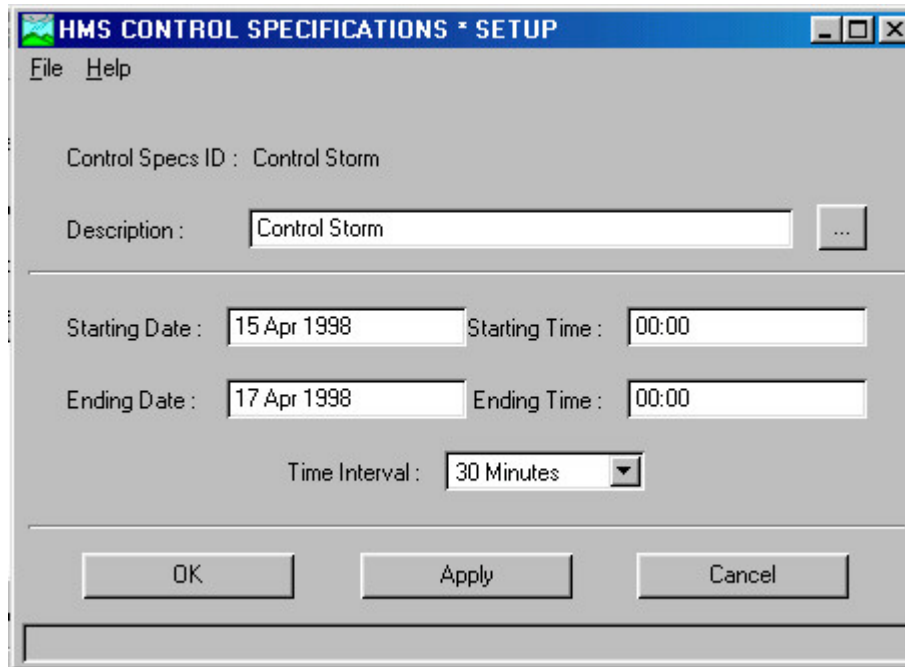 HMS CONTROL SPECIFICATIONS * SETUP
File Help
Control Specs ID : Control Storm
Description : Control Storm ...
Starting Date : 15 Apr 1998 Starting Time : 00:00
Ending Date : 17 Apr 1998 Ending Time : 00:00
Time Interval : 30 Minutes
OK Apply Cancel